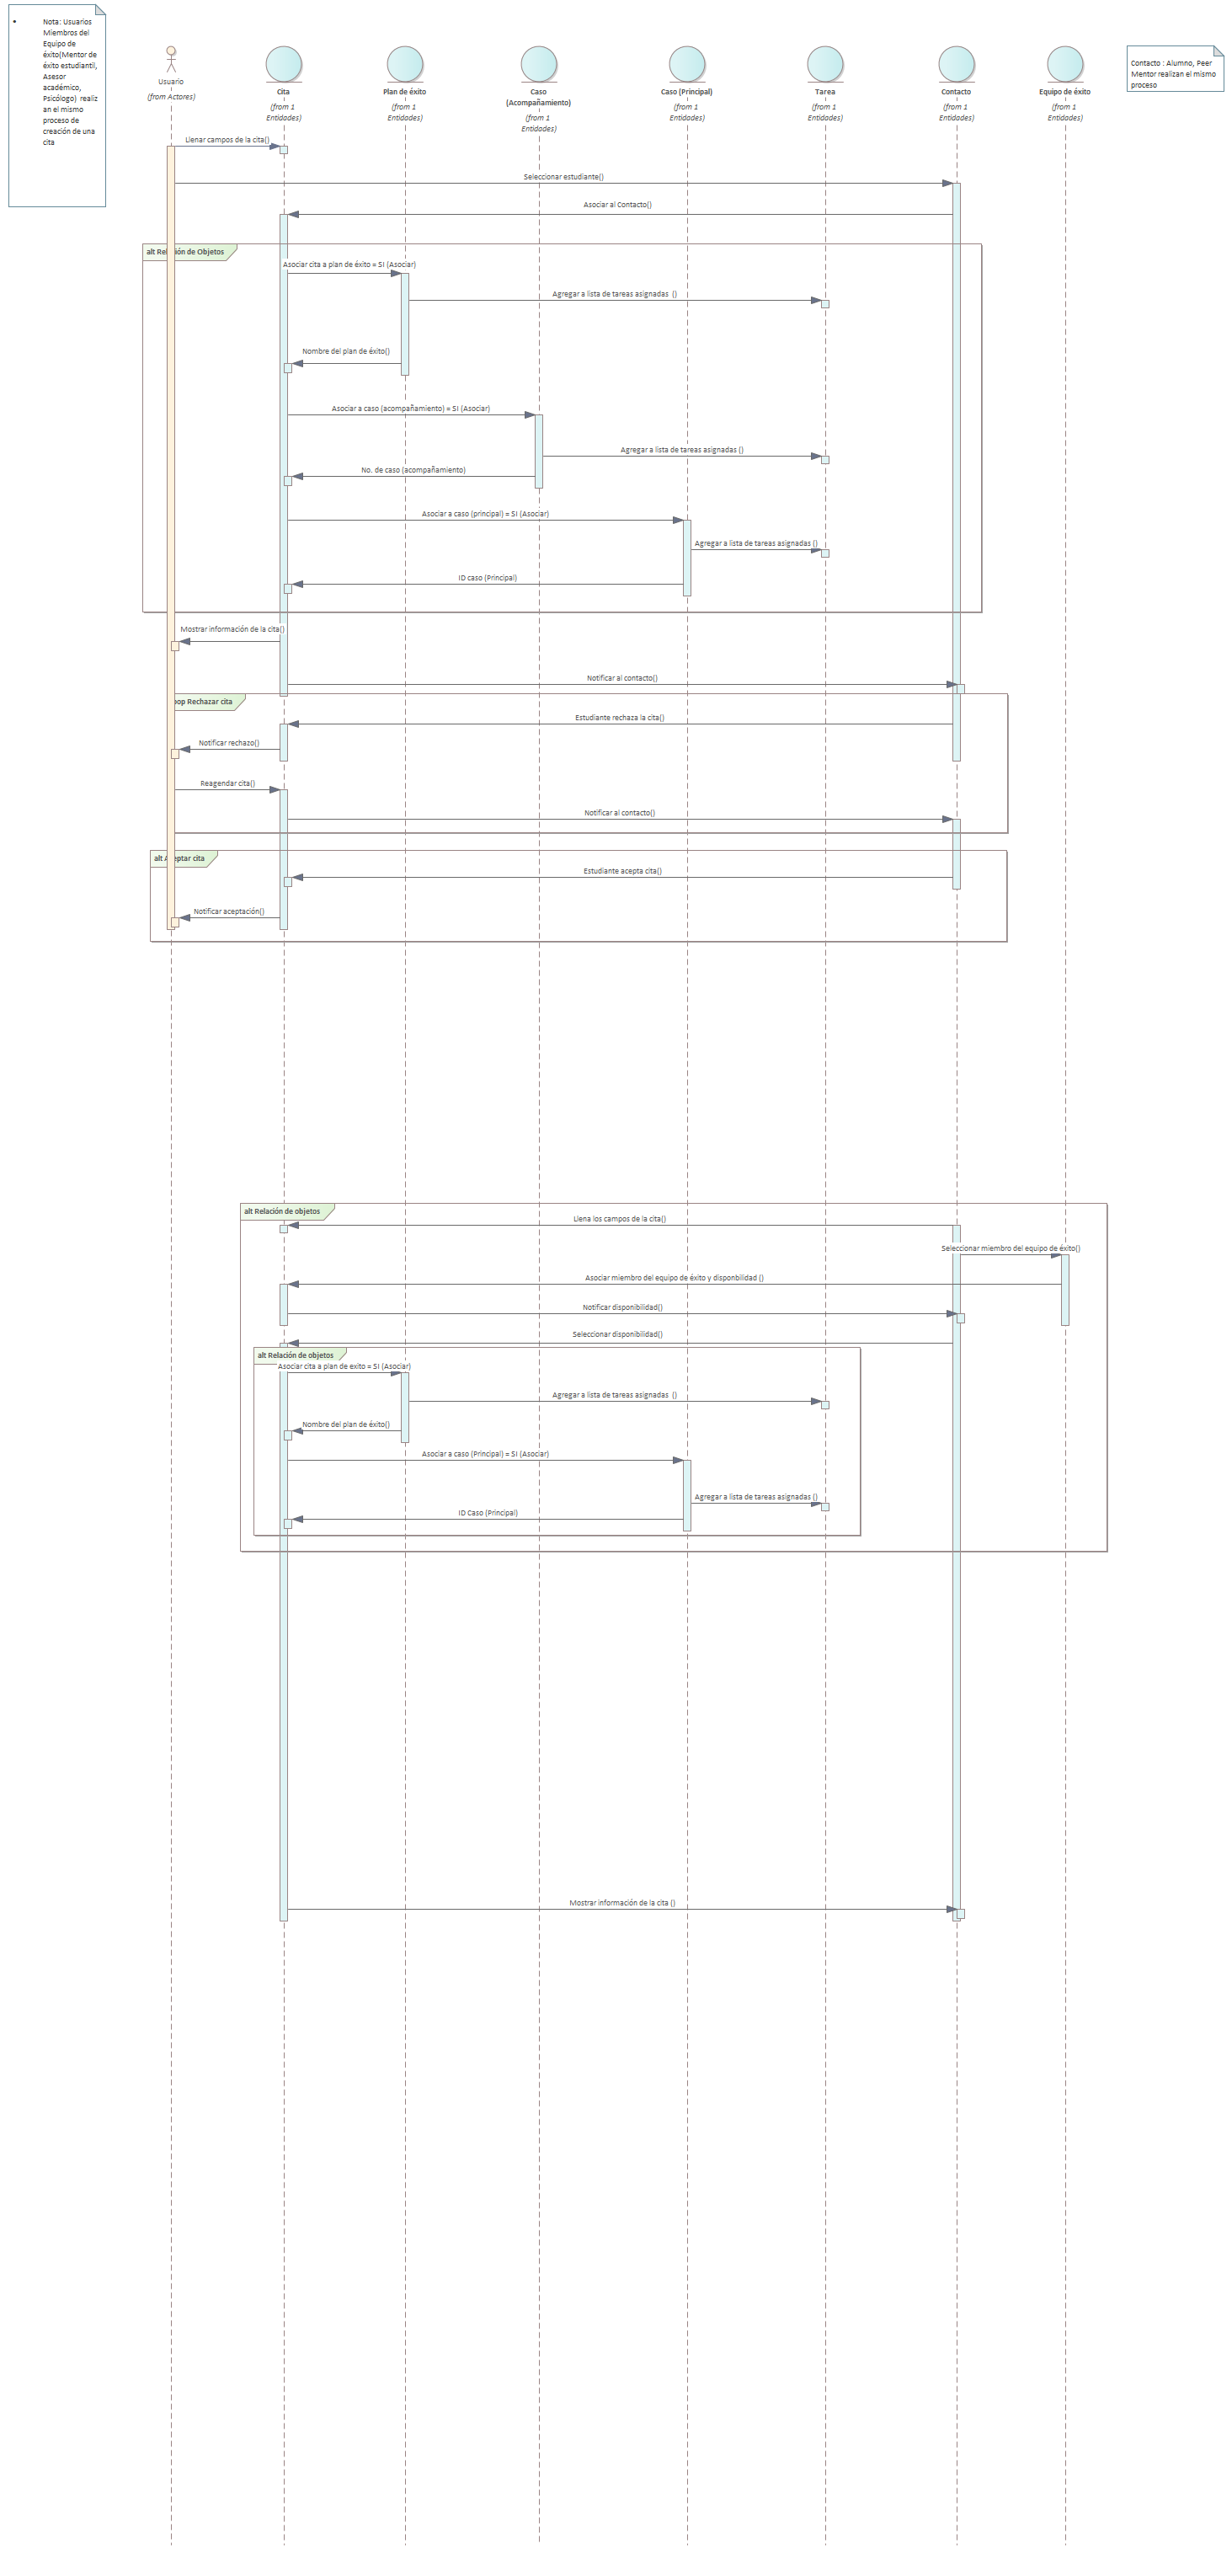 Nota: Usuarios
Miembros del
Equipo de
éxito(Mentor de
éxito estudiantil,
Asesor
académico,
Psicólogo) realiz
an el mismo
proceso de
creación de una
cita
Usuario
(from Actores)
Cita
(from 1
Entidades)
Plan de éxito
(from 1
Entidades)
Caso
(Acompañamiento)
(from 1
Entidades)
Caso (Principal)
(from 1
Entidades)
Tarea
(from 1
Entidades)
Contacto
(from 1
Entidades)
Equipo de éxito
(from 1
Entidades)
Contacto : Alumno, Peer
Mentor realizan el mismo
proceso
Llenar campos de la cita()
Seleccionar estudiante()
Asociar al Contacto()
alt Relación de Objetos
Asociar cita a plan de éxito = SI (Asociar)
Agregar a lista de tareas asignadas ()
Nombre del plan de éxito()
Asociar a caso (acompañamiento) = SI (Asociar)
Agregar a lista de tareas asignadas ()
No. de caso (acompañamiento)
Asociar a caso (principal) = SI (Asociar)
Agregar a lista de tareas asignadas ()
ID caso (Principal)
Mostrar información de la cita()
Notificar al contacto()
oop Rechazar cita
Estudiante rechaza la cita()
Notificar rechazo()
Reagendar cita()
Notificar al contacto()
alt Aceptar cita
Estudiante acepta cita()
Notificar aceptación()
alt Relación de objetos
Llena los campos de la cita()
Seleccionar miembro del equipo de éxito()
Asociar miembro del equipo de éxito y disponbilidad ()
Notificar disponibilidad()
Seleccionar disponibilidad()
alt Relación de objetos
Asociar cita a plan de exito = SI (Asociar)
Agregar a lista de tareas asignadas ()
Nombre del plan de éxito()
Asociar a caso (Principal) = SI (Asociar)
Agregar a lista de tareas asignadas ()
ID Caso (Principal)
Mostrar información de la cita ()